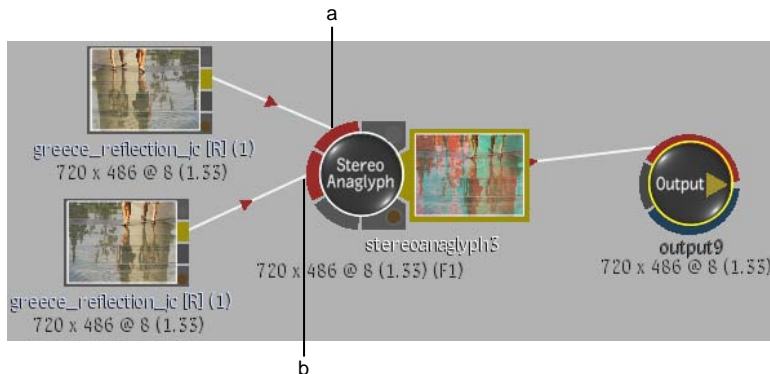 a
greece_reflection_jc [R] (1)
720 x 486 @ 8 (1.33)
Stereo
Anaglyph
Output
stereoanaglyph3
720 x 486 @ 8 (1.33) (F1)
output9
720 x 486 @ 8 (1.33)
greece_reflection_jc [R] (1)
720 x 486 @ 8 (1.33)
b